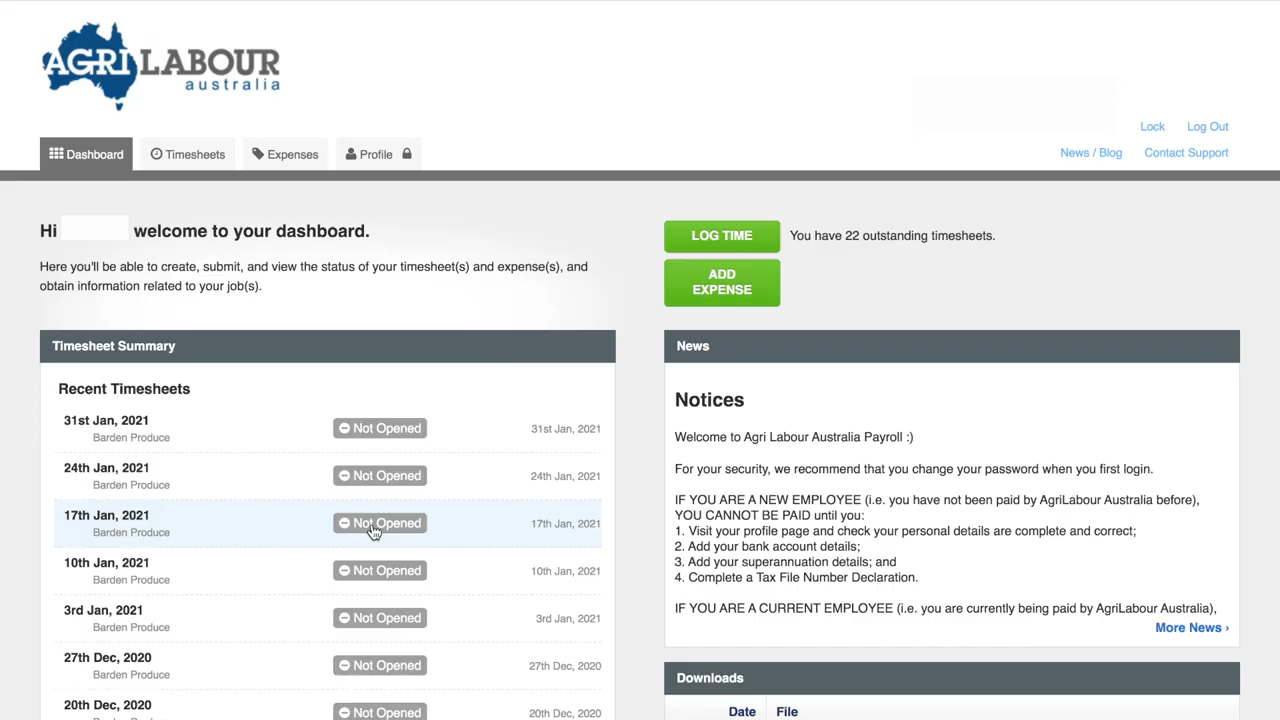 AGRI LABOUR
australia
Lock Log Out
Dashboard Timesheets Expenses Profile
News / Blog Contact Support
Hi welcome to your dashboard.
Here you'll be able to create, submit, and view the status of your timesheet(s) and expense(s), and
obtain information related to your job(s).
LOG TIME You have 22 outstanding timesheets.
ADD
EXPENSE
Timesheet Summary
Recent Timesheets
31st Jan, 2021 Not Opened 31st Jan, 2021
Barden Produce
24th Jan, 2021 Not Opened 24th Jan, 2021
Barden Produce
17th Jan, 2021 Not Opened 17th Jan, 2021
Barden Produce
10th Jan, 2021 Not Opened 10th Jan, 2021
Barden Produce
3rd Jan, 2021 Not Opened 3rd Jan, 2021
Barden Produce
27th Dec, 2020 Not Opened 27th Dec, 2020
Barden Produce
20th Dec, 2020 Not Opened 20th Dec, 2020
News
Notices
Welcome to Agri Labour Australia Payroll :)
For your security, we recommend that you change your password when you first login.
IF YOU ARE A NEW EMPLOYEE (i.e. you have not been paid by AgriLabour Australia before),
YOU CANNOT BE PAID until you:
1. Visit your profile page and check your personal details are complete and correct;
2. Add your bank account details;
3. Add your superannuation details; and
4. Complete a Tax File Number Declaration.
IF YOU ARE A CURRENT EMPLOYEE (i.e. you are currently being paid by AgriLabour Australia),
More News ›
Downloads
Date File